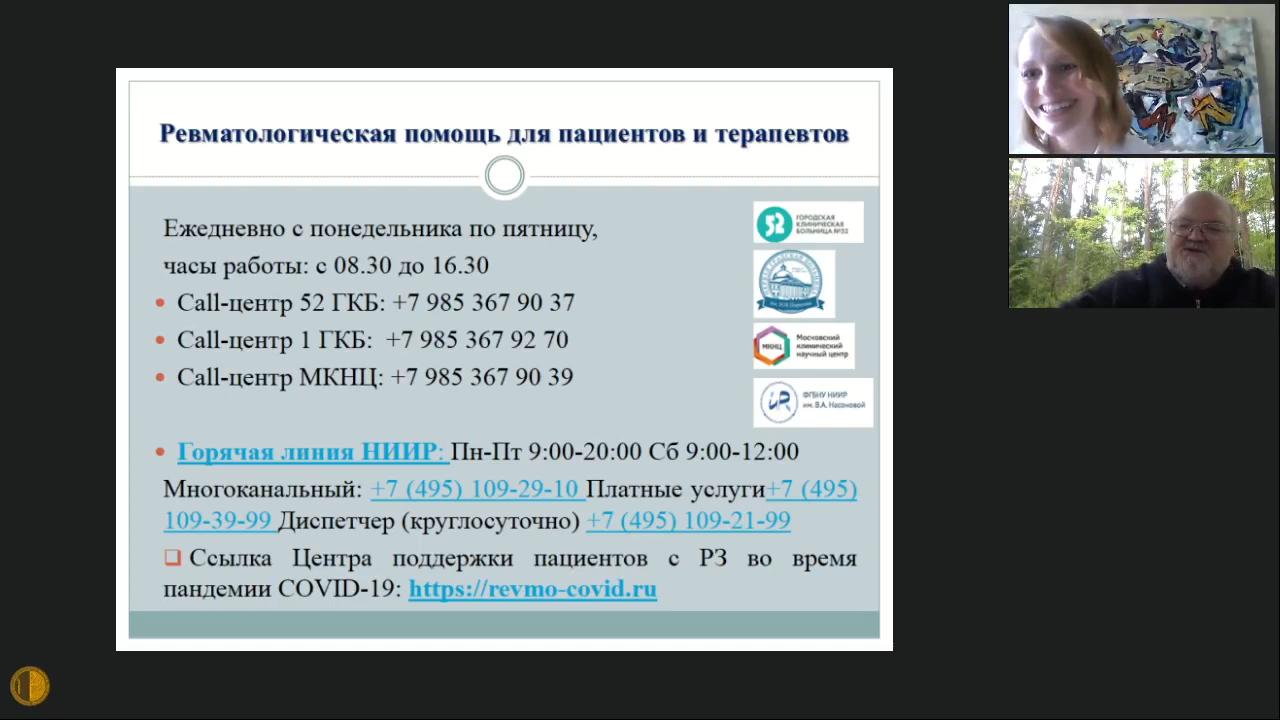 Ревматологическая помощь для пациентов и терапевтов
Ежедневно с понедельника по пятницу,
часы работы: с 08.30 до 16.30
• Call-центр 52 ГКБ: +7 985 367 90 37
• Call-центр 1 ГКБ:  +7 985 367 92 70
• Call-центр МКНЦ: +7 985 367 90 39
52
ГОРОДСКАЯ
КЛИНИЧЕСКАЯ
БОЛЬНИЦА №52
МКНЦ
Московский
клинический
научный центр
ФГБНУ НИИР
им. В.А. Насоновой
• Горячая линия НИИР: Пн-Пт 9:00-20:00 Сб 9:00-12:00
Многоканальный: +7 (495) 109-29-10 Платные услуги+7 (495)
109-39-99 Диспетчер (круглосуточно) +7 (495) 109-21-99
❑ Ссылка Центра поддержки пациентов с РЗ во время
пандемии COVID-19: https://revmo-covid.ru